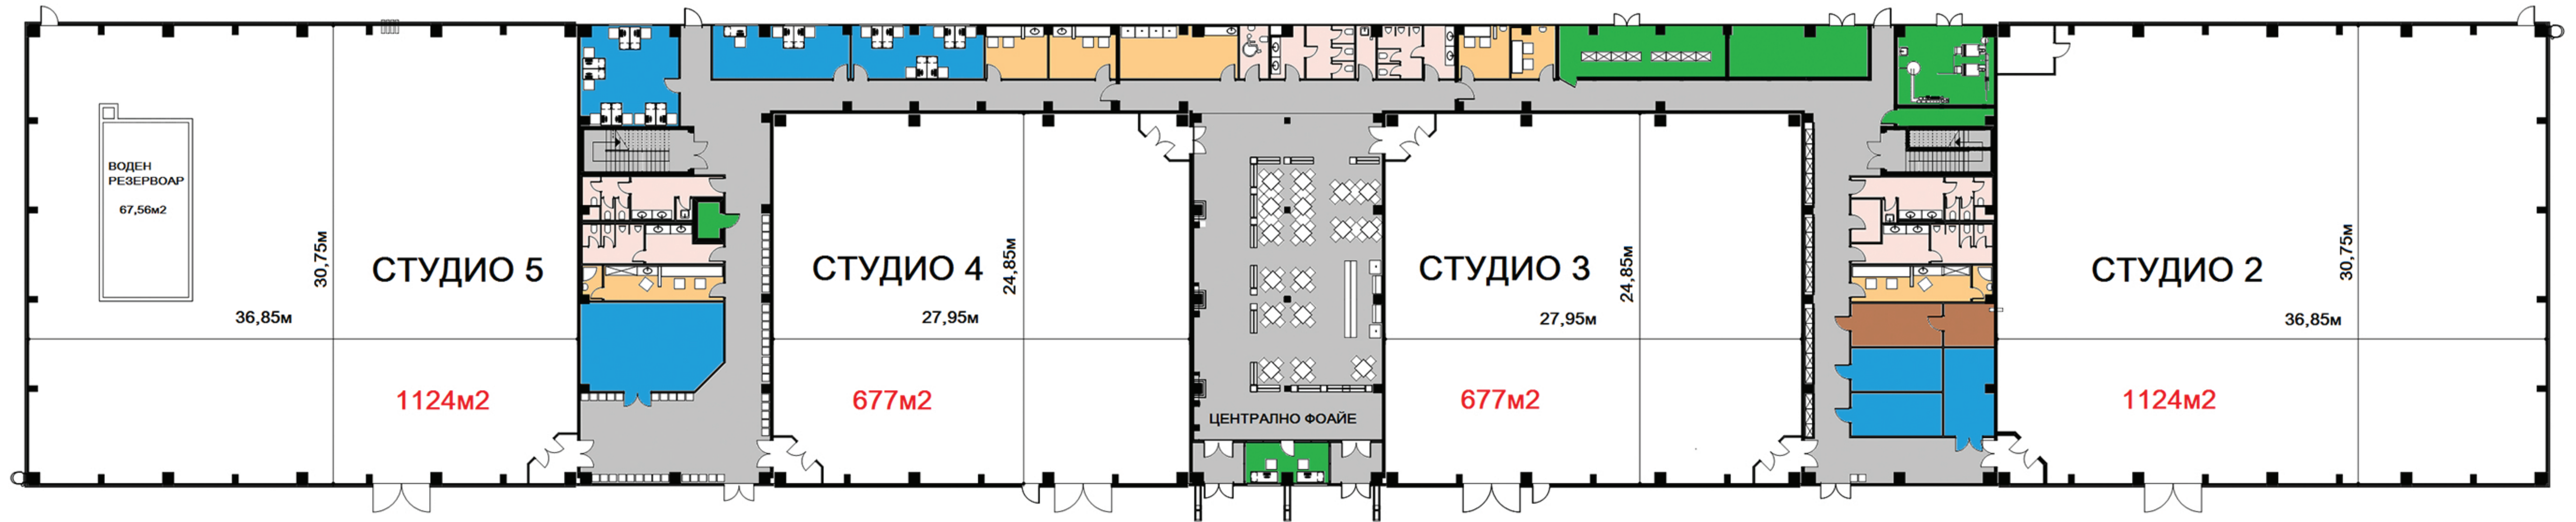 ВОДЕН
РЕЗЕРВОАР
67,56м2
30,75м
СТУДИО 5
36,85м
1124м2
СТУДИО 4
24,85м
27,95м
677м2
ЦЕНТРАЛНО ФОАЙЕ
СТУДИО 3
24,85м
27,95м
677м2
СТУДИО 2
30,75м
36,85м
1124м2